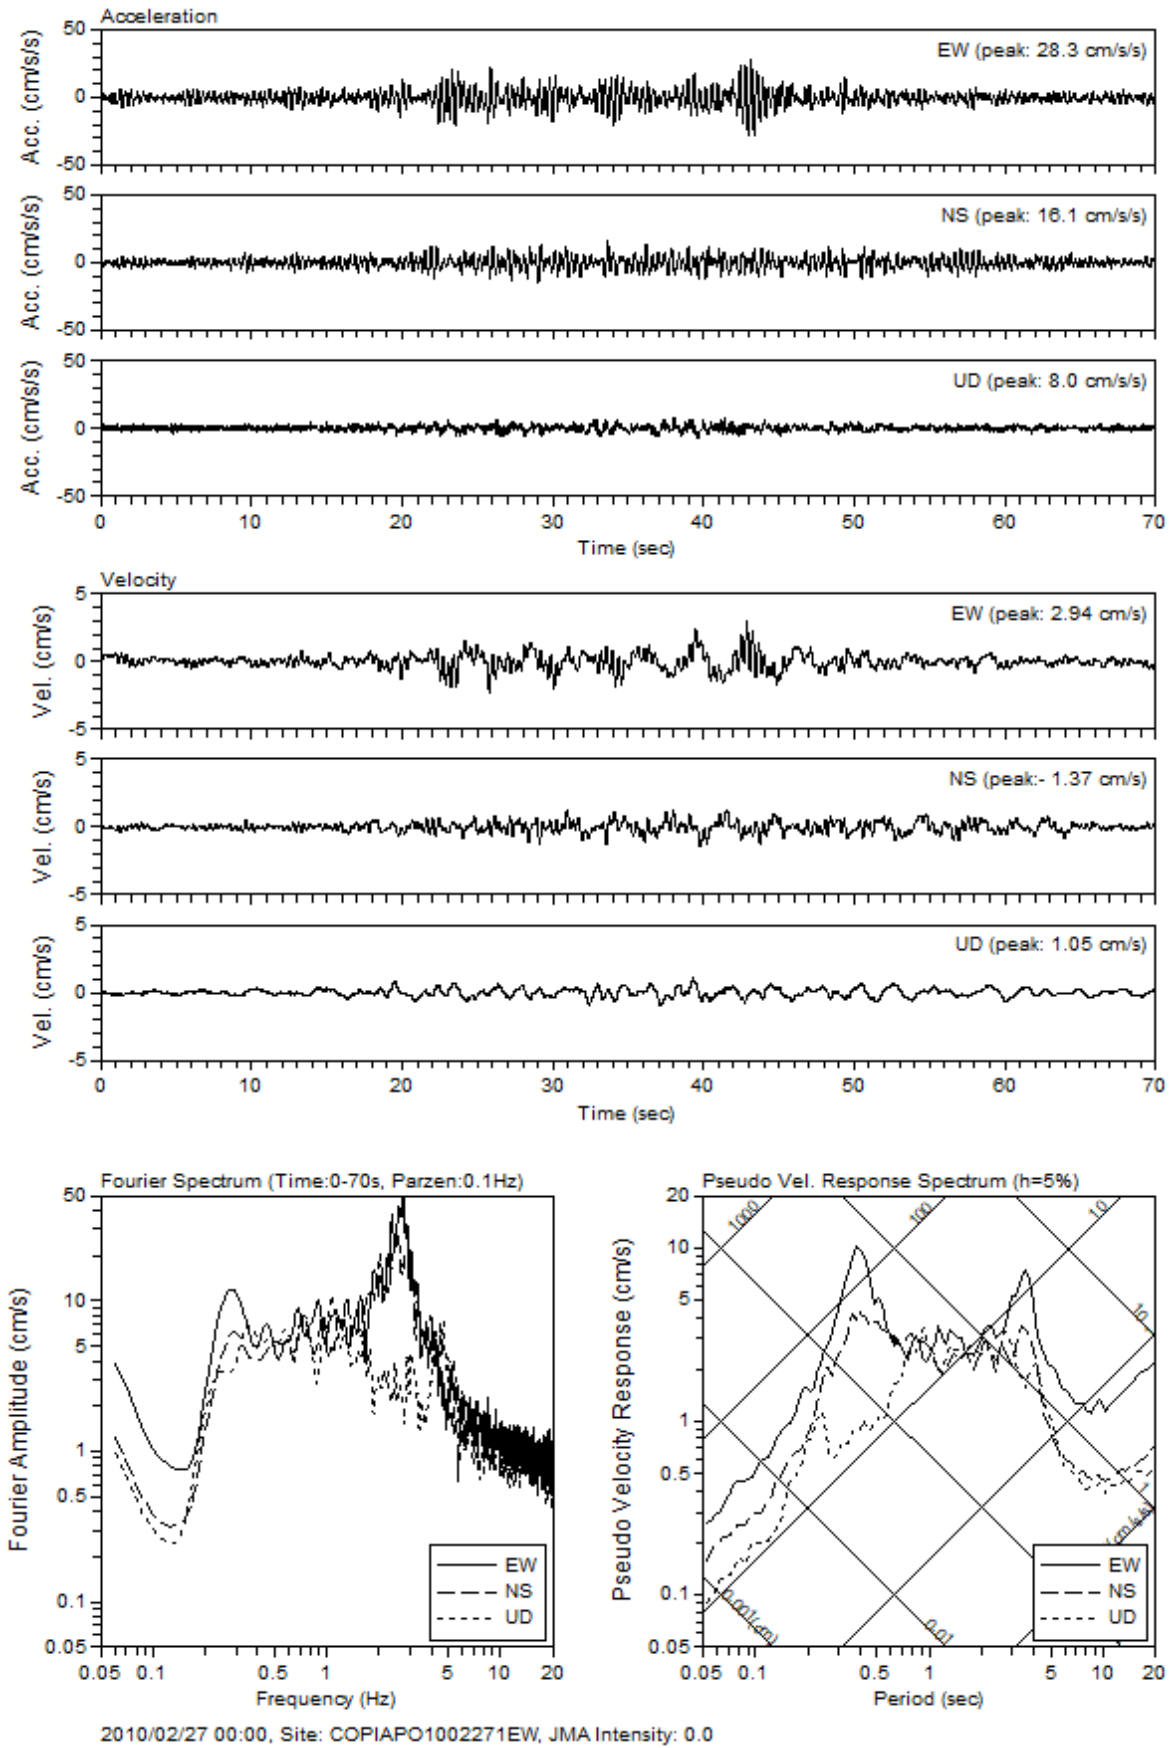 Acceleration
50
0
-50
Acc. (cm/s/s)
EW (peak: 28.3 cm/s/s)
50
0
-50
Acc. (cm/s/s)
NS (peak: 16.1 cm/s/s)
50
0
-50
Acc. (cm/s/s)
UD (peak: 8.0 cm/s/s)
0 10 20 30 40 50 60 70
Time (sec)
Velocity
5
0
-5
Vel. (cm/s)
EW (peak: 2.94 cm/s)
5
0
-5
Vel. (cm/s)
NS (peak:- 1.37 cm/s)
5
0
-5
Vel. (cm/s)
UD (peak: 1.05 cm/s)
0 10 20 30 40 50 60 70
Time (sec)
Fourier Spectrum (Time:0-70s, Parzen:0.1Hz)
50
10
5
1
0.5
0.1
0.05
Fourier Amplitude (cm/s)
EW
NS
UD
0.05 0.1 0.5 1 5 10 20
Frequency (Hz)
Pseudo Vel. Response Spectrum (h=5%)
20
10
5
1
0.5
0.1
0.05
Pseudo Velocity Response (cm/s)
1000
100
10
10
1
(cm/s/s)
0.001(cm)
0.01
EW
NS
UD
0.05 0.1 0.5 1 5 10 20
Period (sec)
2010/02/27 00:00, Site: COPIAPO1002271EW, JMA Intensity: 0.0